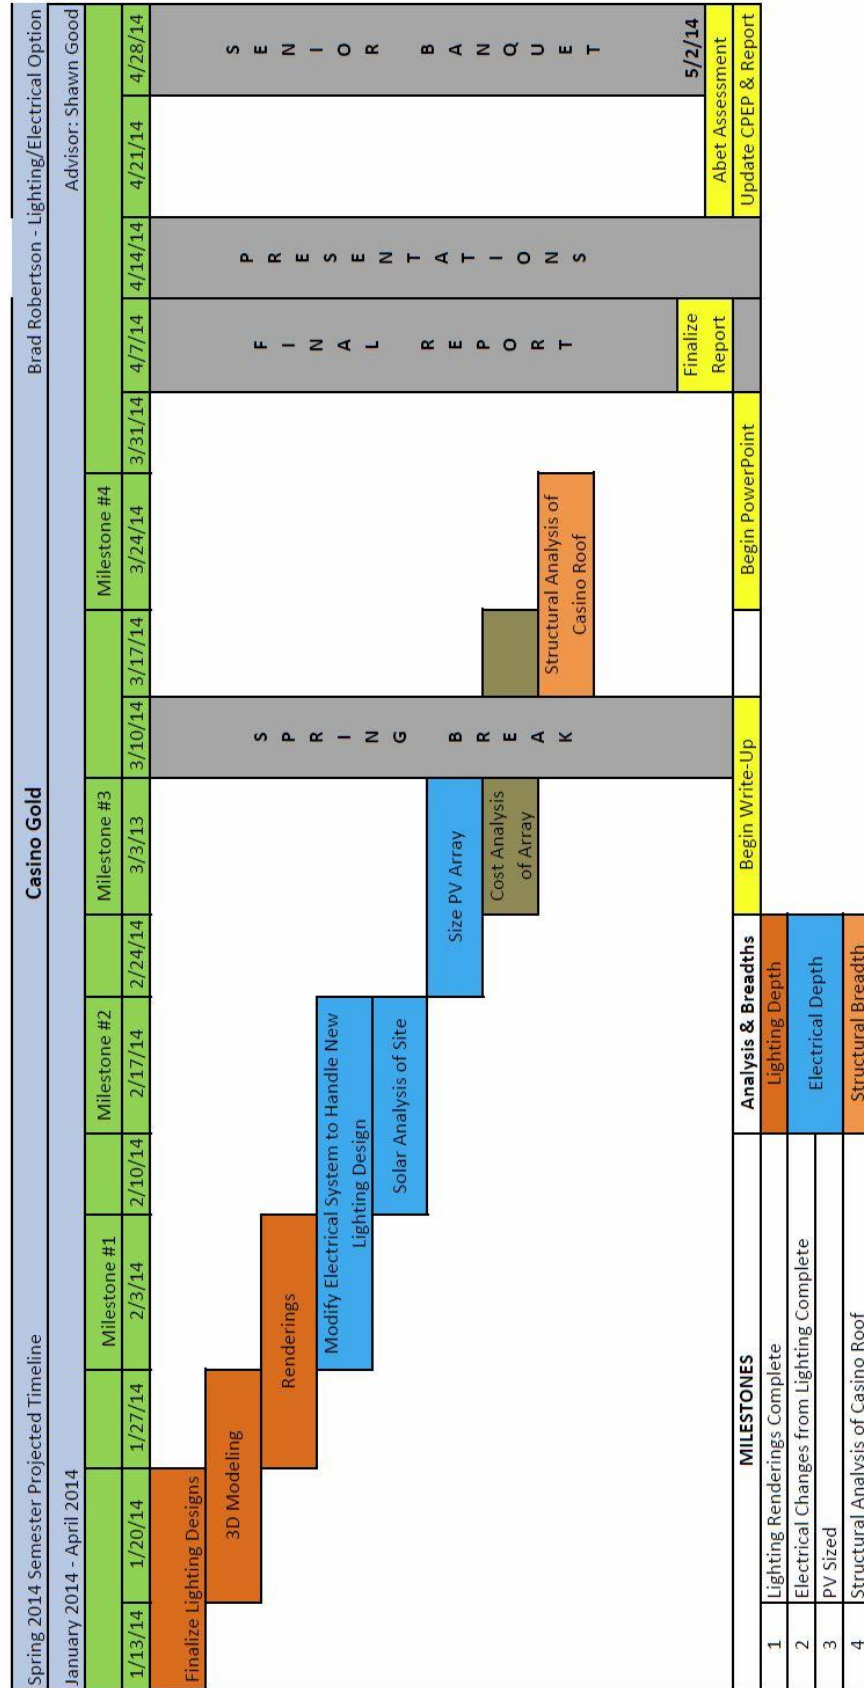 Spring 2014 Semester Projected Timeline
Casino Gold
Brad Robertson - Lighting/Electrical Option
January 2014 - April 2014
Advisor: Shawn Good
Milestone #1
Milestone #2
Milestone #3
Milestone #4
1/13/14
1/20/14
1/27/14
2/3/14
2/10/14
2/17/14
2/24/14
3/3/13
3/10/14
3/17/14
3/24/14
3/31/14
4/7/14
4/14/14
4/21/14
4/28/14
Finalize Lighting Designs
3D Modeling
Renderings
Modify Electrical System to Handle New
Lighting Design
Solar Analysis of Site
Size PV Array
Cost Analysis
of Array
SPRING BREAK
Structural Analysis of
Casino Roof
FINAL REPORT
PRESENTATIONS
SENIOR BANQUET
5/2/14
Finalize
Report
Abet Assessment
Begin Write-Up
Begin PowerPoint
Update CPEP & Report
MILESTONES
Analysis & Breadths
1
Lighting Renderings Complete
Lighting Depth
2
Electrical Changes from Lighting Complete
Electrical Depth
3
PV Sized
4
Structural Analysis of Casino Roof
Structural Breadth